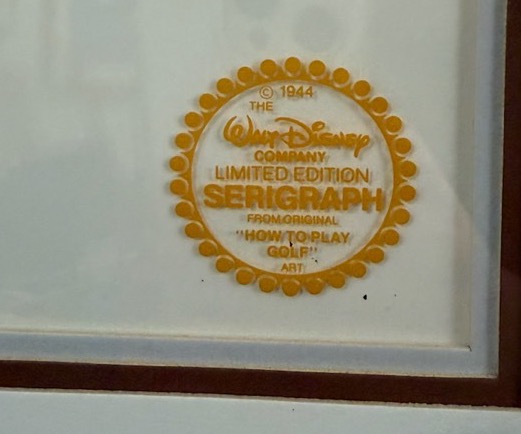 © 1944
THE
Walt Disney
COMPANY
LIMITED EDITION
SERIGRAPH
FROM ORIGINAL
"HOW TO PLAY
GOLF"
ART